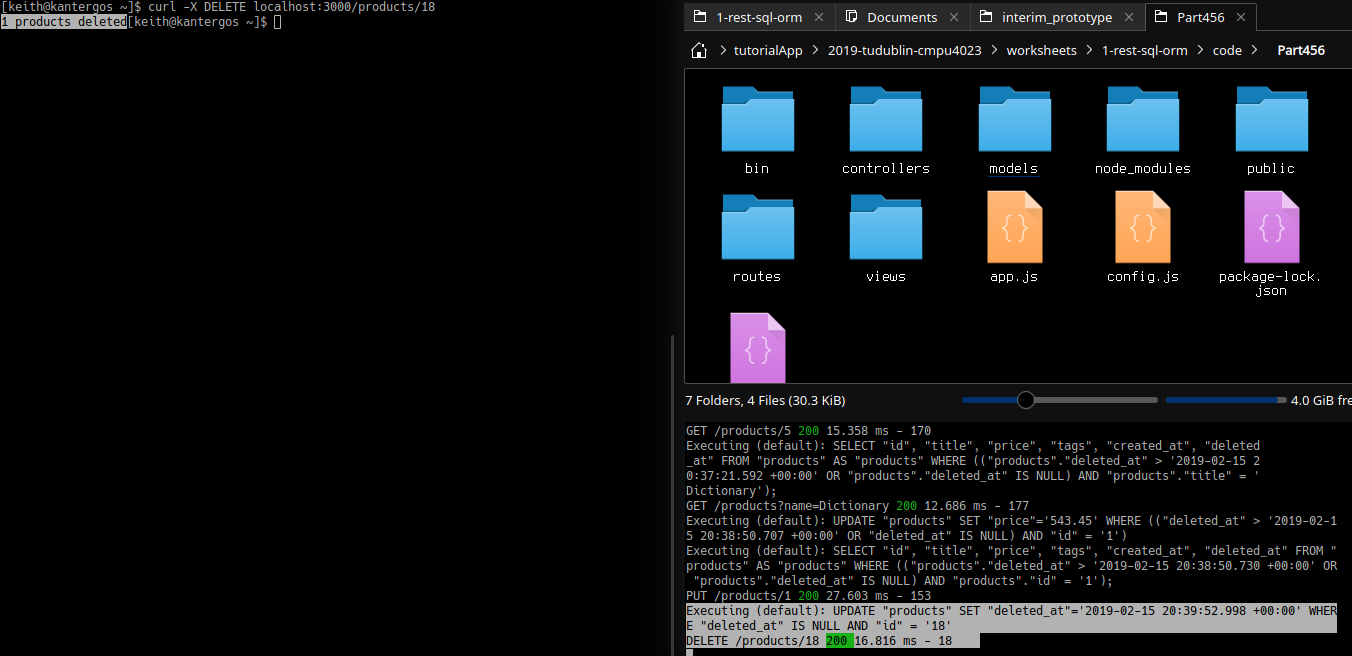 [keith@kantergos ~]$ curl -X DELETE localhost:3000/products/18
1 products deleted[keith@kantergos ~]$
1-rest-sql-orm Documents interim_prototype Part456
tutorialApp 2019-tudublin-cmpu4023 worksheets 1-rest-sql-orm code Part456
bin controllers models node_modules public
routes views app.js config.js package-lock.
json
7 Folders, 4 Files (30.3 KiB) 4.0 GiB fre
GET /products/5 200 15.358 ms - 170
Executing (default): SELECT "id", "title", "price", "tags", "created_at", "deleted
_at" FROM "products" AS "products" WHERE (("products"."deleted_at" > '2019-02-15 2
0:37:21.592 +00:00' OR "products"."deleted_at" IS NULL) AND "products"."title" = '
Dictionary');
GET /products?name=Dictionary 200 12.686 ms - 177
Executing (default): UPDATE "products" SET "price"='543.45' WHERE (("deleted_at" > '2019-02-1
5 20:38:50.707 +00:00' OR "deleted_at" IS NULL) AND "id" = '1')
Executing (default): SELECT "id", "title", "price", "tags", "created_at", "deleted_at" FROM "
products" AS "products" WHERE (("products"."deleted_at" > '2019-02-15 20:38:50.730 +00:00' OR
"products"."deleted_at" IS NULL) AND "products"."id" = '1');
PUT /products/1 200 27.603 ms - 153
Executing (default): UPDATE "products" SET "deleted_at"='2019-02-15 20:39:52.998 +00:00' WHER
E "deleted_at" IS NULL AND "id" = '18'
DELETE /products/18 200 16.816 ms - 18